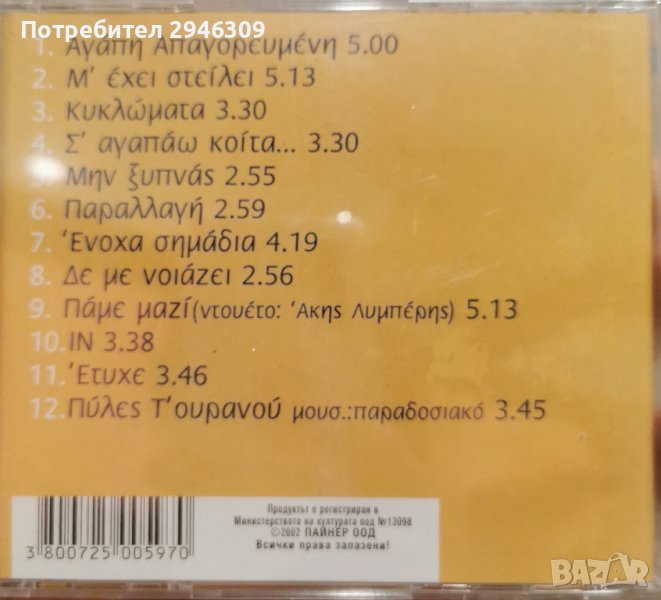 Потребител 2946309
1. Αγάπη Απαγορευμένη 5.00
2. Μ' έχει στείλει 5.13
3. Κυκλώματα 3.30
4. Σ' αγαπάω κοίτα... 3.30
5. Μην ξυπνάς 2.55
6. Παραλλαγή 2.59
7. Ένοχα σημάδια 4.19
8. Δε με νοιάζει 2.56
9. Πάμε μαζί (ντουέτο: Άκης Λυμπέρης) 5.13
10. IN 3.38
11. Έτυχε 3.46
12. Πύλες Τ' ουρανού μουσ.:παραδοσιακό 3.45
Продуктът е регистриран в
Министерството на културата под №13098
©2002 ПАЙНЕР ООД
Всички права запазени!
3 800725 005970
BAZAR